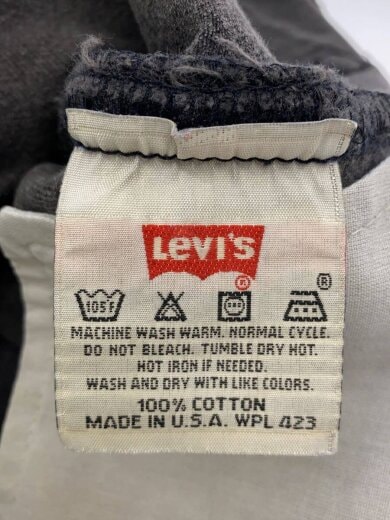 Levi's
®
®
105°F
MACHINE WASH WARM. NORMAL CYCLE.
DO NOT BLEACH. TUMBLE DRY HOT.
HOT IRON IF NEEDED.
WASH AND DRY WITH LIKE COLORS.
100% COTTON
MADE IN U.S.A. WPL 423